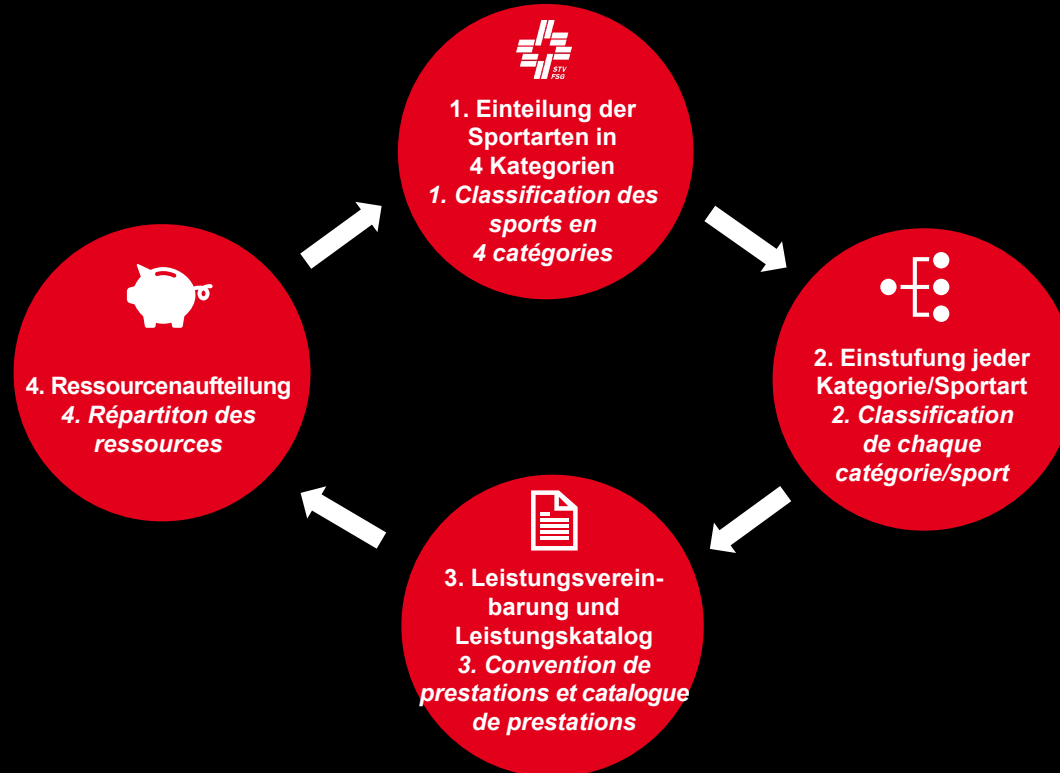 STV
FSG
1. Einteilung der
Sportarten in
4 Kategorien
1. Classification des
sports en
4 catégories
2. Einstufung jeder
Kategorie/Sportart
2. Classification
de chaque
catégorie/sport
3. Leistungsverein-
barung und
Leistungskatalog
3. Convention de
prestations et catalogue
de prestations
4. Ressourcenaufteilung
4. Répartiton des
ressources